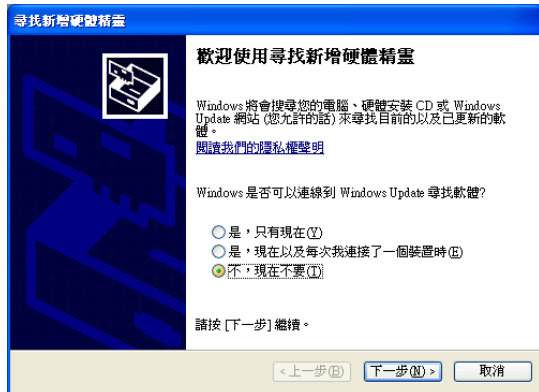 尋找新增硬體精靈
歡迎使用尋找新增硬體精靈
Windows 將會搜尋您的電腦、硬體安裝 CD 或 Windows
Update 網站 (您允許的話) 來尋找目前的以及已更新的軟
體。
閱讀我們的隱私權聲明
Windows 是否可以連線到 Windows Update 尋找軟體?
是，只有現在(Y)
是，現在以及每次我連接了一個裝置時(E)
不，現在不要(T)
請按 [下一步] 繼續。
<上一步(B) 下一步(N)> 取消